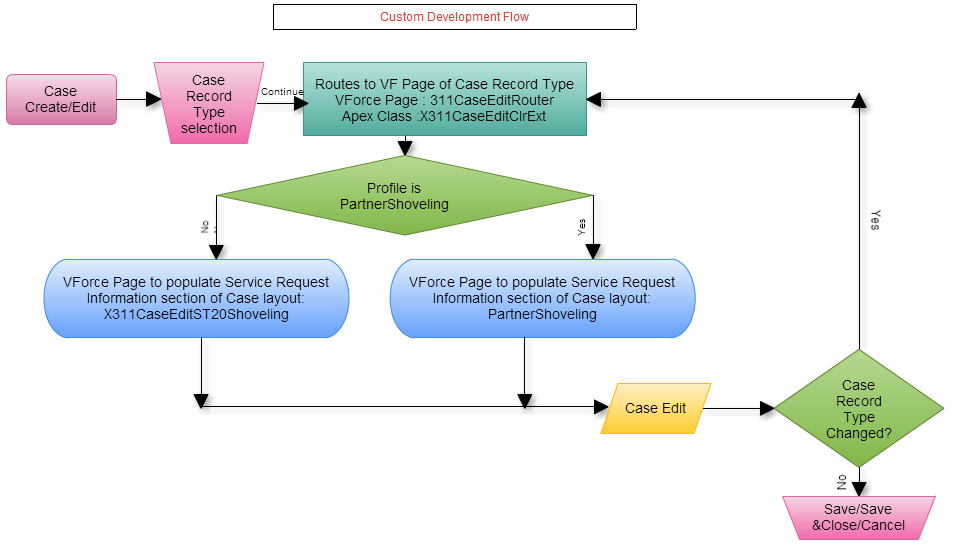 Custom Development Flow
Case
Create/Edit
Case
Record
Type
selection
Continue
Routes to VF Page of Case Record Type
VForce Page : 311CaseEditRouter
Apex Class :X311CaseEditClrExt
Profile is
PartnerShoveling
No
Yes
VForce Page to populate Service Request
Information section of Case layout:
X311CaseEditST20Shoveling
VForce Page to populate Service Request
Information section of Case layout:
PartnerShoveling
Case Edit
Case
Record
Type
Changed?
Yes
No
Save/Save
&Close/Cancel